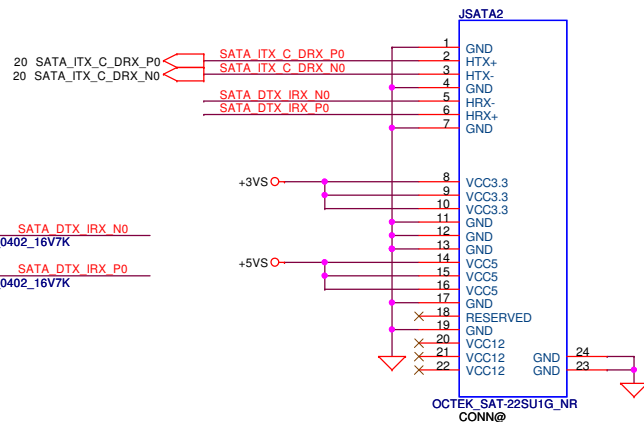 JSATA2
20 SATA_ITX_C_DRX_P0 SATA_ITX_C_DRX_P0 1 GND
2 HTX+
20 SATA_ITX_C_DRX_N0 SATA_ITX_C_DRX_N0 3 HTX-
4 GND
SATA_DTX_IRX_N0 5 HRX-
SATA_DTX_IRX_P0 6 HRX+
7 GND
+3VS 8 VCC3.3
9 VCC3.3
10 VCC3.3
11 GND
SATA_DTX_IRX_N0 12 GND
0402_16V7K 13 GND
+5VS 14 VCC5
SATA_DTX_IRX_P0 15 VCC5
0402_16V7K 16 VCC5
17 GND
18 RESERVED
19 GND
20 VCC12
21 VCC12 GND 24
22 VCC12 GND 23
OCTEK_SAT-22SU1G_NR
CONN@